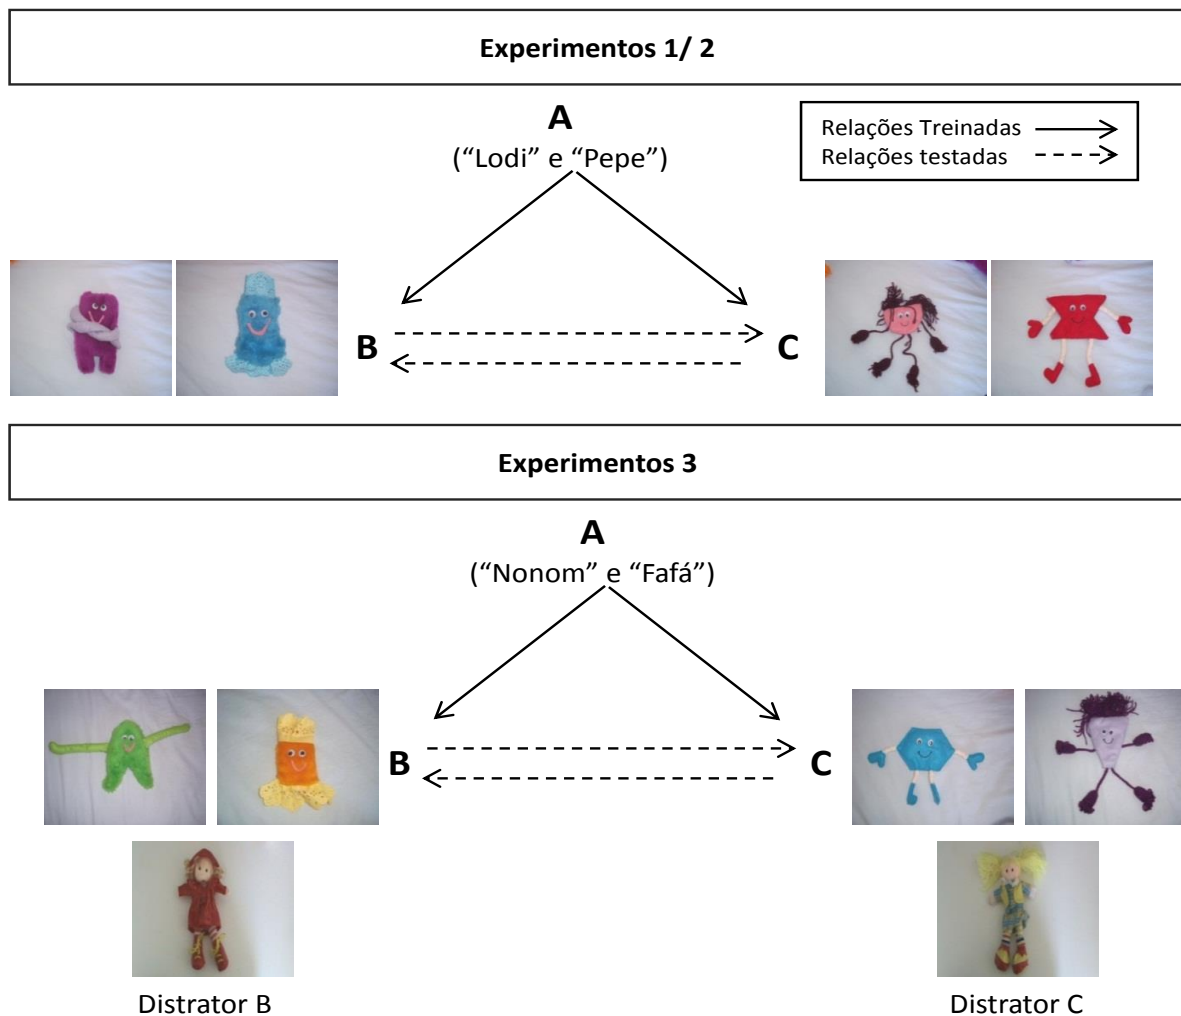 Experimentos 1/ 2
A
(“Lodi” e “Pepe”)
Relações Treinadas
Relações testadas
B
C
Experimentos 3
A
(“Nonom” e “Fafá”)
B
C
Distrator B
Distrator C